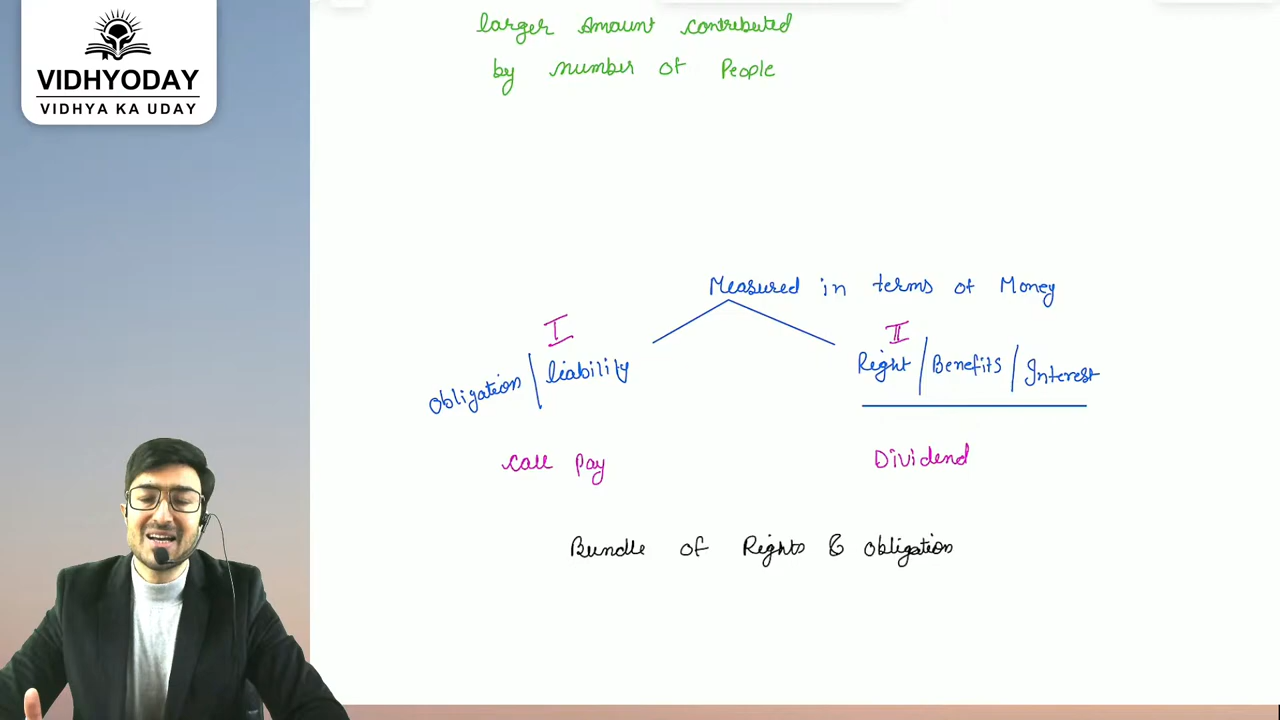 VIDHYODAY
VIDHYA KA UDAY
larger amount contributed
by number of People
Measured in terms of Money
I
II
Obligation / liability
Right / Benefits / Interest
Call pay
Dividend
Bundle of Rights & obligation